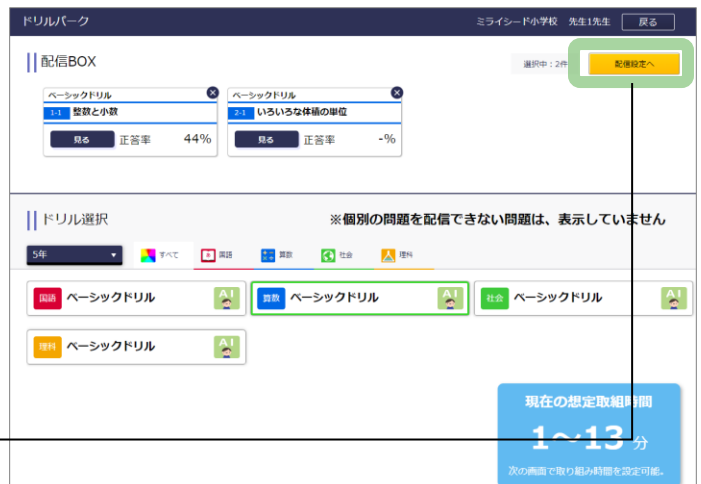 ドリルパーク
ミライシード小学校 先生1先生 戻る
配信BOX
選択中：2件
配信設定へ
ベーシックドリル
1-1 整数と小数
見る 正答率 44%
ベーシックドリル
2-1 いろいろな体積の単位
見る 正答率 -%
ドリル選択
※個別の問題を配信できない問題は、表示していません
5年 ▼
すべて 国語 算数 社会 理科
国語 ベーシックドリル AI
算数 ベーシックドリル AI
社会 ベーシックドリル AI
理科 ベーシックドリル AI
現在の想定取組時間
1〜13 分
次の画面で取り組み時間を設定可能。